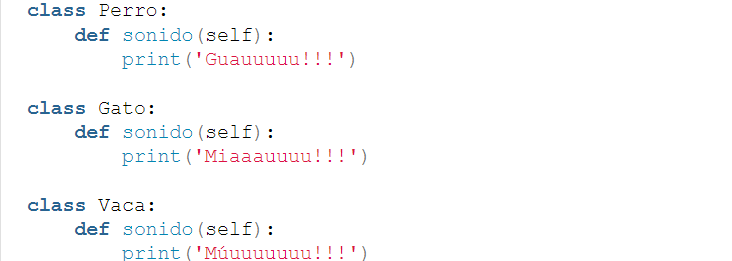 class Perro:
    def sonido(self):
        print('Guauuuuu!!!')

class Gato:
    def sonido(self):
        print('Miaaauuuu!!!')

class Vaca:
    def sonido(self):
        print('Múuuuuuuu!!!')